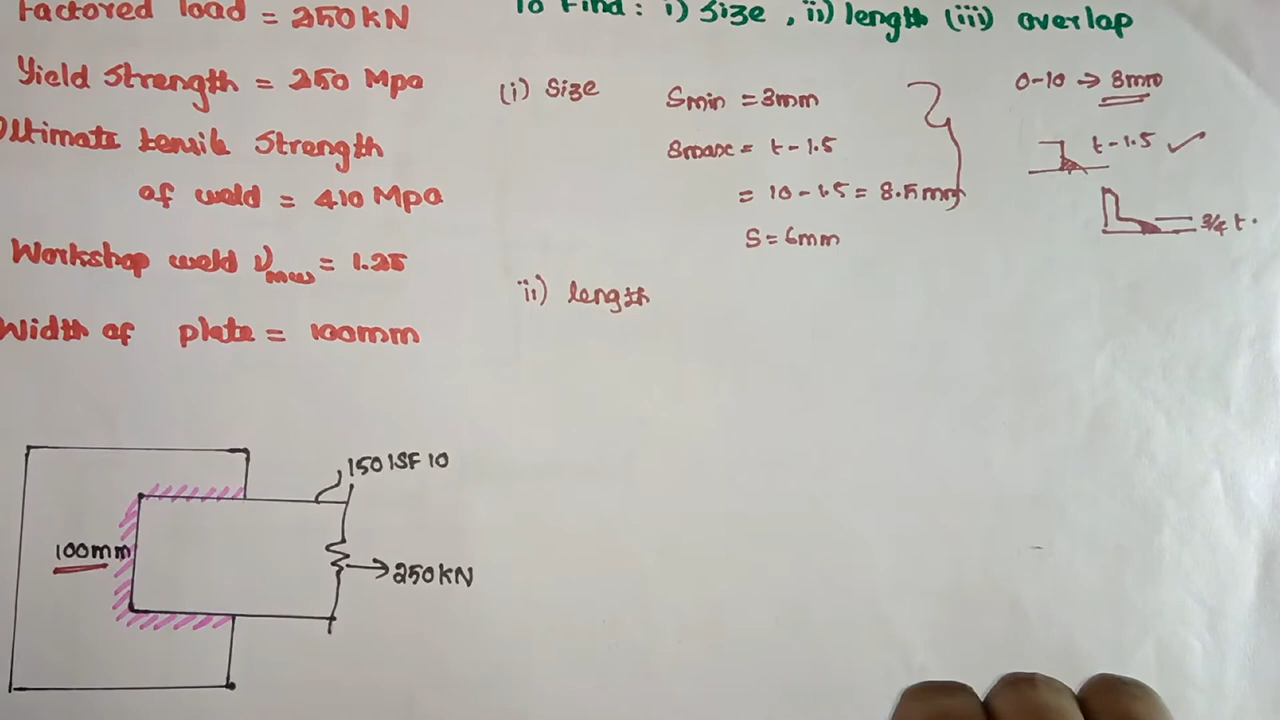 Factored load = 250 KN
Yield Strength = 250 Mpa
Ultimate tensile Strength
of weld = 410 Mpa
Workshop weld γmw = 1.25
Width of plate = 100mm
To Find: i) Size, ii) length (iii) overlap
(i) Size
Smin = 3mm
Smax = t - 1.5
= 10 - 1.5 = 8.5mm
S = 6mm
0-10 → 3mm
t - 1.5 ✓
3/4 t.
ii) length
150 ISF 10
100mm
→ 250KN